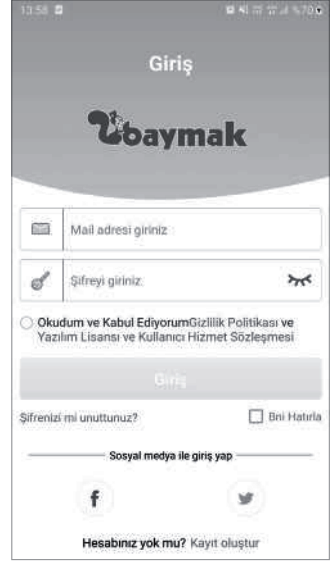 13:58
%70
Giriş
baymak
Mail adresi giriniz
Şifreyi giriniz
Okudum ve Kabul EdiyorumGizlilik Politikası ve
Yazılım Lisansı ve Kullanıcı Hizmet Sözleşmesi
Giriş
Şifrenizi mi unuttunuz?
Bni Hatırla
Sosyal medya ile giriş yap
f
Hesabınız yok mu? Kayıt oluştur